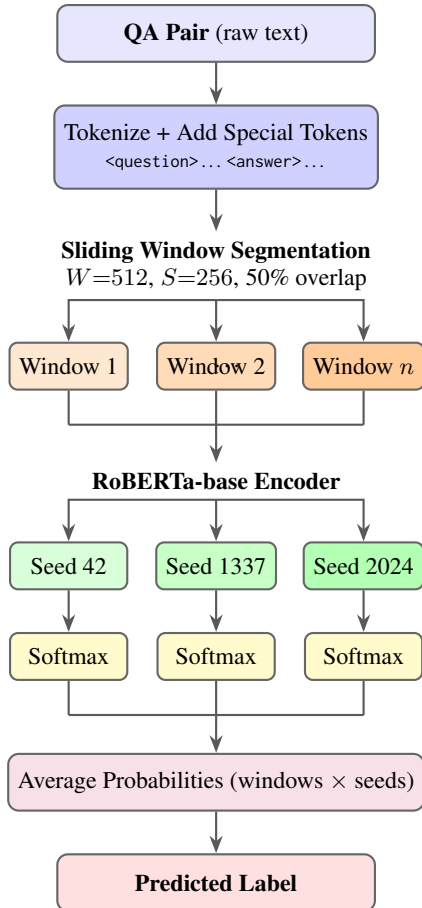 QA Pair (raw text)
Tokenize + Add Special Tokens
<question>... <answer>...
Sliding Window Segmentation
W=512, S=256, 50% overlap
Window 1 Window 2 Window n
RoBERTa-base Encoder
Seed 42 Seed 1337 Seed 2024
Softmax Softmax Softmax
Average Probabilities (windows × seeds)
Predicted Label